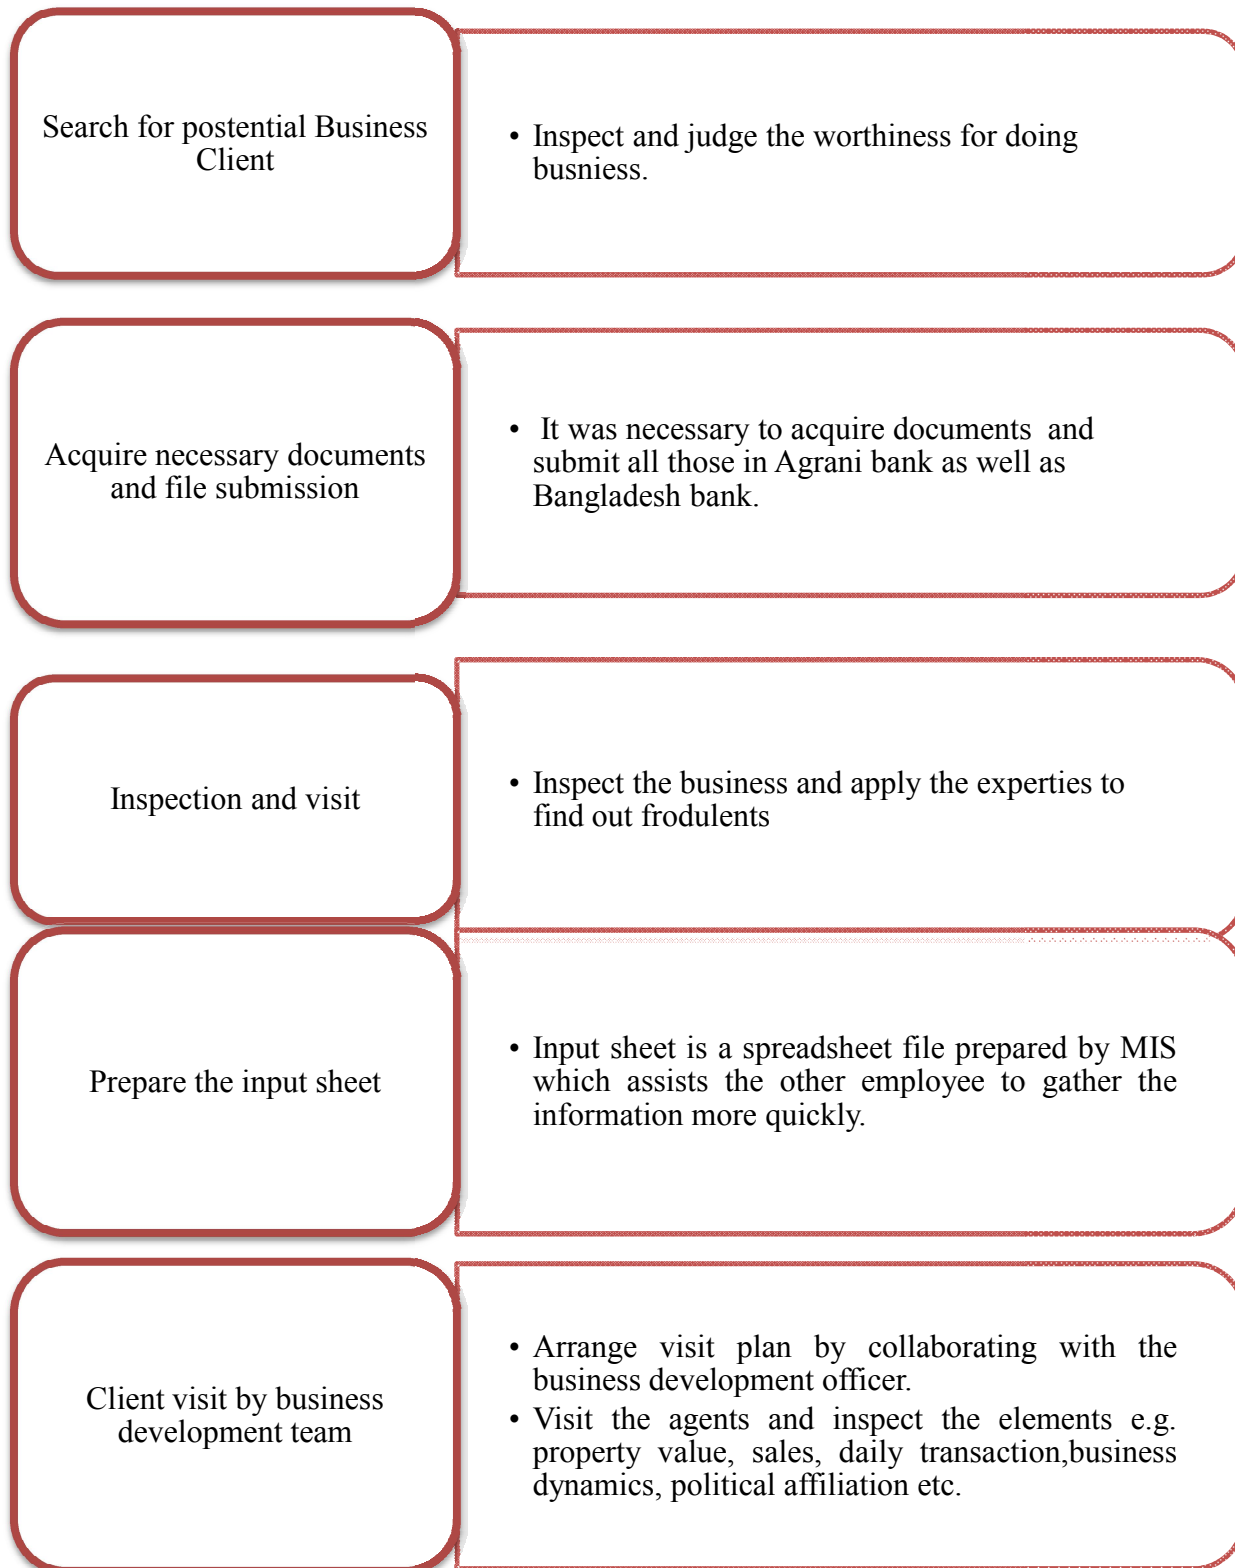 Search for postential Business
Client
• Inspect and judge the worthiness for doing
busniess.
Acquire necessary documents
and file submission
• It was necessary to acquire documents and
submit all those in Agrani bank as well as
Bangladesh bank.
Inspection and visit
• Inspect the business and apply the experties to
find out frodulents
Prepare the input sheet
• Input sheet is a spreadsheet file prepared by MIS
which assists the other employee to gather the
information more quickly.
Client visit by business
development team
• Arrange visit plan by collaborating with the
business development officer.
• Visit the agents and inspect the elements e.g.
property value, sales, daily transaction,business
dynamics, political affiliation etc.